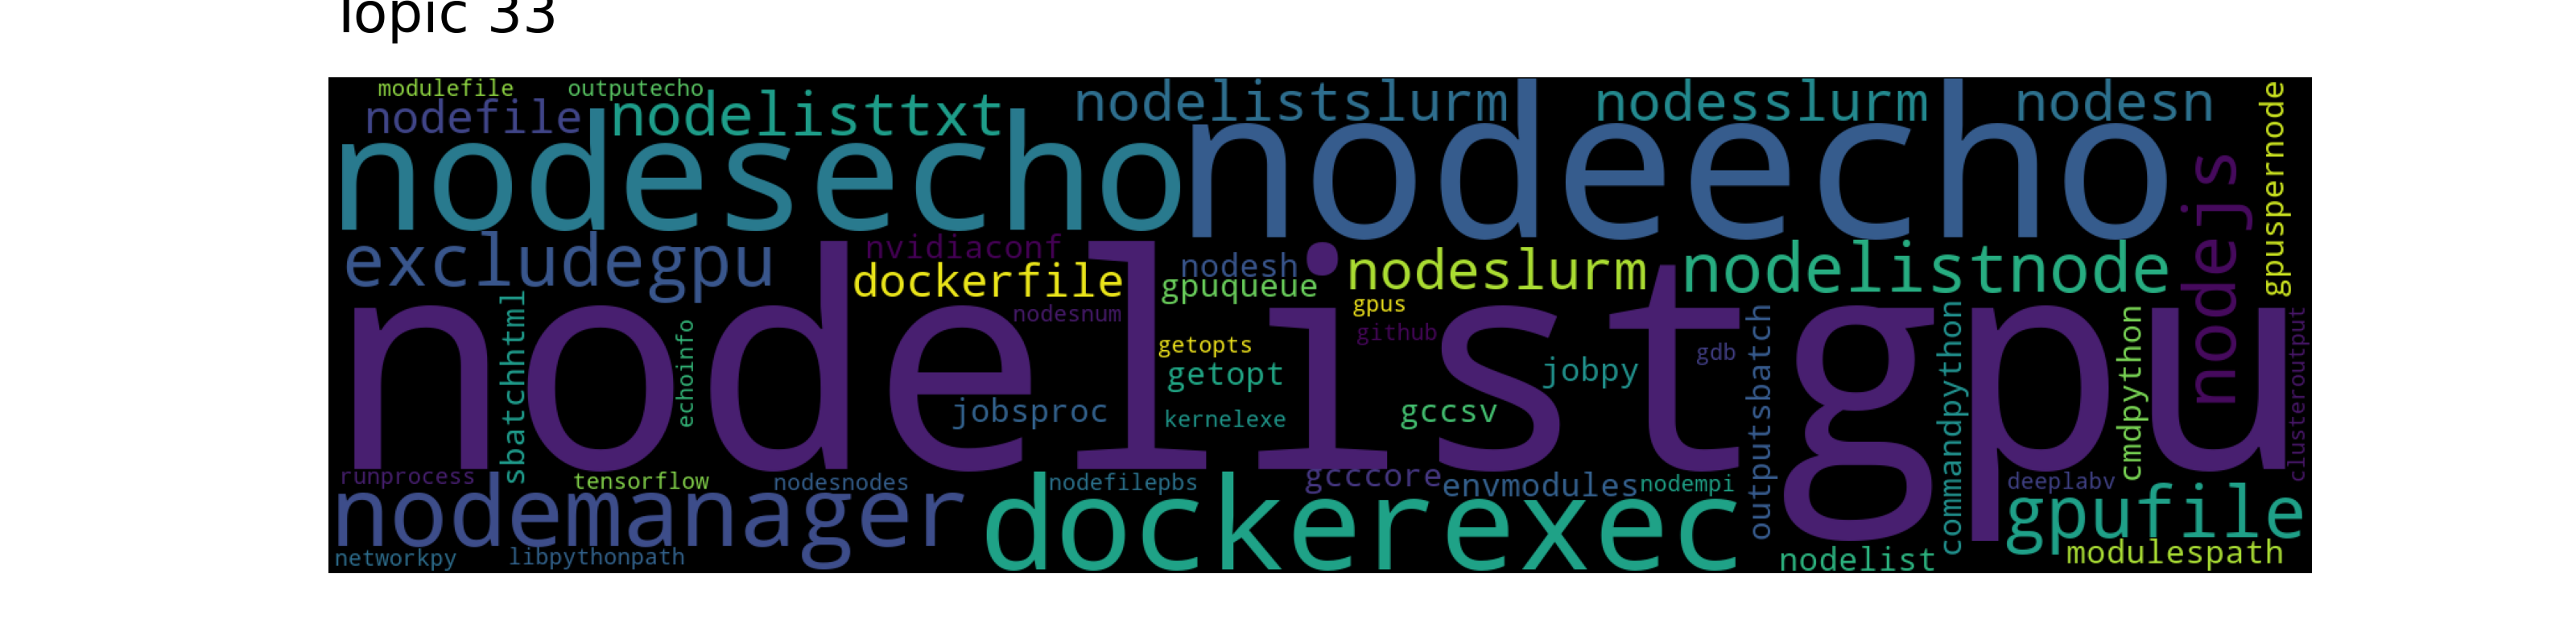 Topic 33
modulefile
outputecho
nodefile
nodelisttxt
nodelistslurm
nodesslurm
nodesn
gpuspernode
nodesecho
nodeecho
nodejs
excludegpu
nvidiaconf
dockerfile
nodesh
gpuqueue
nodeslurm
nodelistnode
nodesnum
gpus
github
nodelistgpu
sbatchhtml
echoinfo
getopts
getopt
jobpy
gdb
outputsbatch
commandpython
cmdpython
clusteroutput
jobsproc
kernelexe
gccsv
runprocess
tensorflow
nodesnodes
nodefilepbs
gcccore
envmodules
nodempi
deeplabv
nodemanager
dockerexec
gpufile
networkpy
libpythonpath
nodelist
modulespath